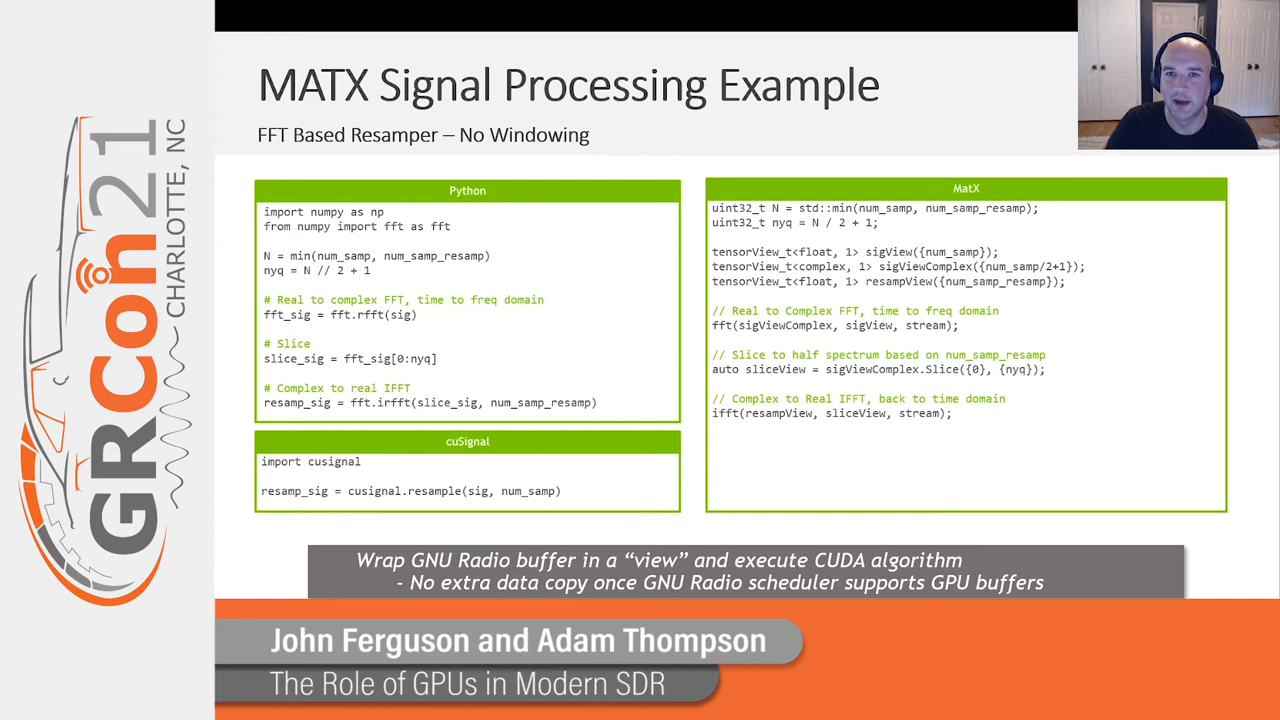 GRCon21
CHARLOTTE, NC
MATX Signal Processing Example
FFT Based Resamper – No Windowing
Python
import numpy as np
from numpy import fft as fft
N = min(num_samp, num_samp_resamp)
nyq = N // 2 + 1
# Real to complex FFT, time to freq domain
fft_sig = fft.rfft(sig)
# Slice
slice_sig = fft_sig[0:nyq]
# Complex to real IFFT
resamp_sig = fft.irfft(slice_sig, num_samp_resamp)
cuSignal
import cusignal
resamp_sig = cusignal.resample(sig, num_samp)
MatX
uint32_t N = std::min(num_samp, num_samp_resamp);
uint32_t nyq = N / 2 + 1;
tensorView_t<float, 1> sigView({num_samp});
tensorView_t<complex, 1> sigViewComplex({num_samp/2+1});
tensorView_t<float, 1> resampView({num_samp_resamp});
// Real to Complex FFT, time to freq domain
fft(sigViewComplex, sigView, stream);
// Slice to half spectrum based on num_samp_resamp
auto sliceView = sigViewComplex.Slice({0}, {nyq});
// Complex to Real IFFT, back to time domain
ifft(resampView, sliceView, stream);
Wrap GNU Radio buffer in a “view” and execute CUDA algorithm
- No extra data copy once GNU Radio scheduler supports GPU buffers
John Ferguson and Adam Thompson
The Role of GPUs in Modern SDR